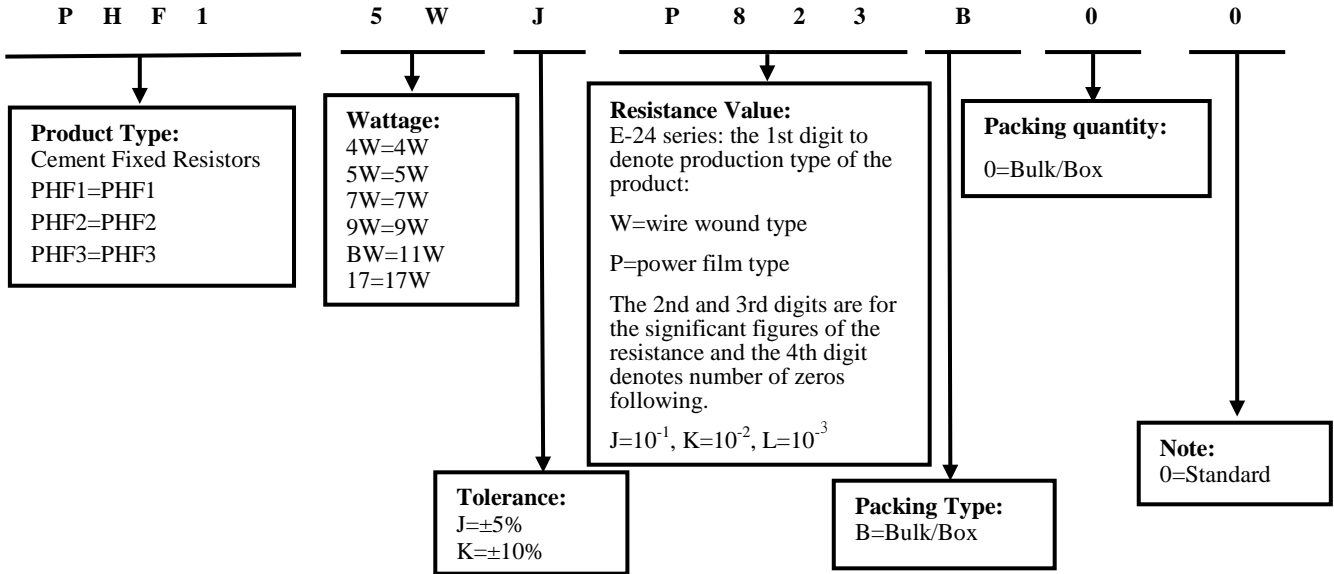 P H F 1 5 W J P 8 2 3 B 0 0
Product Type:
Cement Fixed Resistors
PHF1=PHF1
PHF2=PHF2
PHF3=PHF3
Wattage:
4W=4W
5W=5W
7W=7W
9W=9W
BW=11W
17=17W
Tolerance:
J=±5%
K=±10%
Resistance Value:
E-24 series: the 1st digit to
denote production type of the
product:
W=wire wound type
P=power film type
The 2nd and 3rd digits are for
the significant figures of the
resistance and the 4th digit
denotes number of zeros
following.
J=10⁻¹, K=10⁻², L=10⁻³
Packing Type:
B=Bulk/Box
Packing quantity:
0=Bulk/Box
Note:
0=Standard